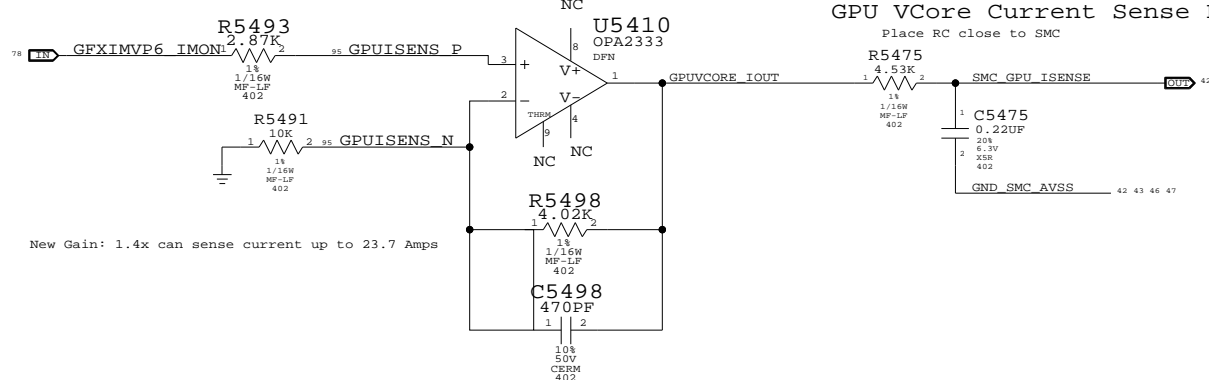 NC
GPU VCore Current Sense
Place RC close to SMC
R5493
2.87K
1 2
1%
1/16W
MF-LF
402
78 IN GFXIMVP6_IMON
95 GPUISENS_P
U5410
OPA2333
DFN
8
V+
3 +
1
2 -
V-
4
THRM
9
NC NC
GPUVCORE_IOUT
R5475
4.53K
1 2
1%
1/16W
MF-LF
402
SMC_GPU_ISENSE
OUT 42
1
C5475
0.22UF
20%
6.3V
X5R
402
2
GND_SMC_AVSS 42 43 46 47
R5491
10K
1 2
1%
1/16W
MF-LF
402
95 GPUISENS_N
R5498
4.02K
1 2
1%
1/16W
MF-LF
402
New Gain: 1.4x can sense current up to 23.7 Amps
C5498
470PF
1 2
10%
50V
CERM
402